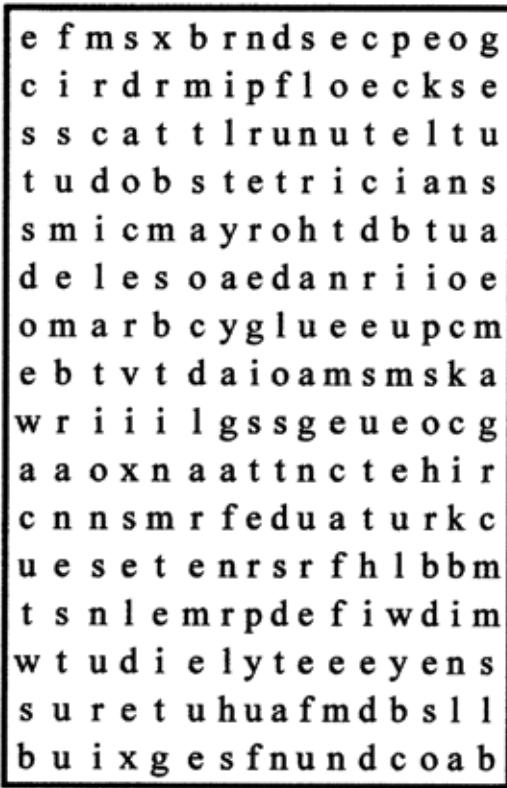 e f m s x b r n d s e c p e o g
c i r d r m i p f l o e c k s e
s s c a t t l r u n u t e l t u
t u d o b s t e t r i c i a n s
s m i c m a y r o h t d b t u a
d e l e s o a e d a n r i i o e
o m a r b c y g l u e e u p c m
e b t v t d a i o a m s m s k a
w r i i i l g s s g e u e o c g
a a o x n a a t t n c t e h i r
c n n s m r f e d u a t u r k c
u e s e t e n r s r f h l b b m
t s n l e m r p d e f i w d i m
w t u d i e l y t e e e y e n s
s u r e t u h u a f m d b s l l
b u i x g e s f n u n d c o a b